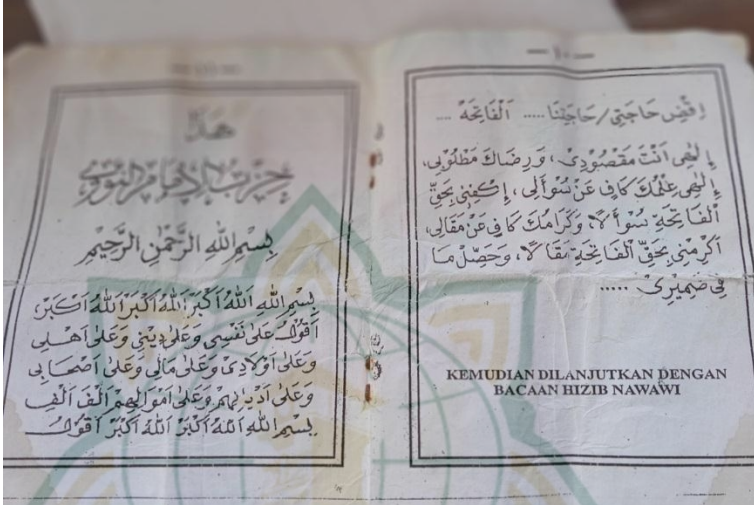 — ١٠ —
اِقْضِ حَاجَتِى/حَاجَتَنَا ..... اَلْفَاتِحَةْ ....
اِلٰهِى اَنْتَ مَقْصُوْدِىْ، وَرِضَاكَ مَطْلُوْبِى،
اِلٰهِى عِلْمُكَ كَافٍ عَنْ سُؤَالِى، اِكْفِنِى بِحَقِّ
الْفَاتِحَةِ سُوْأَلًا، وَكَرَامُكَ كَافٍ عَنْ مَقَالِى،
اَكْرِمْنِى بِحَقِّ الْفَاتِحَةِ مَقَالًا، وَحَصِّلْ مَا
فِى ضَمِيْرِىْ .....
KEMUDIAN DILANJUTKAN DENGAN
BACAAN HIZIB NAWAWI
هٰذَا
حِزْبُ الْاِمَامِ النَّوَوِى
بِسْمِ اللهِ الرَّحْمٰنِ الرَّحِيْمِ
بِسْمِ اللهِ اَللهُ اَكْبَرُ اَللهُ اَكْبَرُ اَللهُ اَكْبَرُ
اَقُوْلُ عَلٰى نَفْسِى وَعَلٰى دِيْنِى وَعَلٰى اَهْلِى
وَعَلٰى اَوْلَادِىْ وَعَلٰى مَالِى وَعَلٰى اَصْحَابِى
وَعَلٰى اَدْيَانِهِمْ وَعَلٰى اَمْوَالِهِمْ اَلْفَ اَلْفِ
بِسْمِ اللهِ اَللهُ اَكْبَرُ اَللهُ اَكْبَرُ اَقُوْلُ